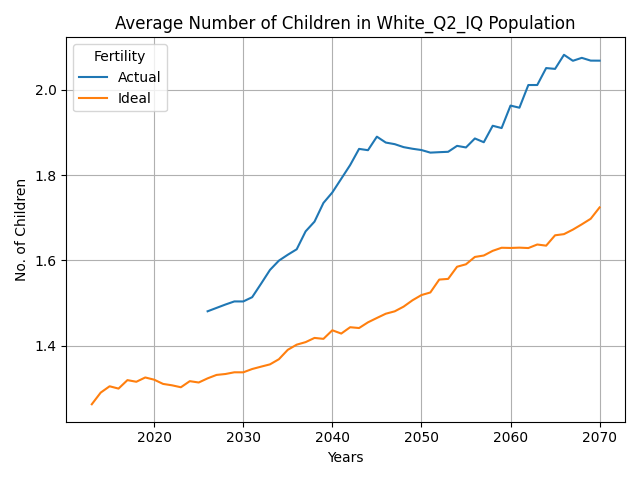 Average Number of Children in White_Q2_IQ Population
Fertility
Actual
Ideal
No. of Children
2.0
1.8
1.6
1.4
2020 2030 2040 2050 2060 2070
Years